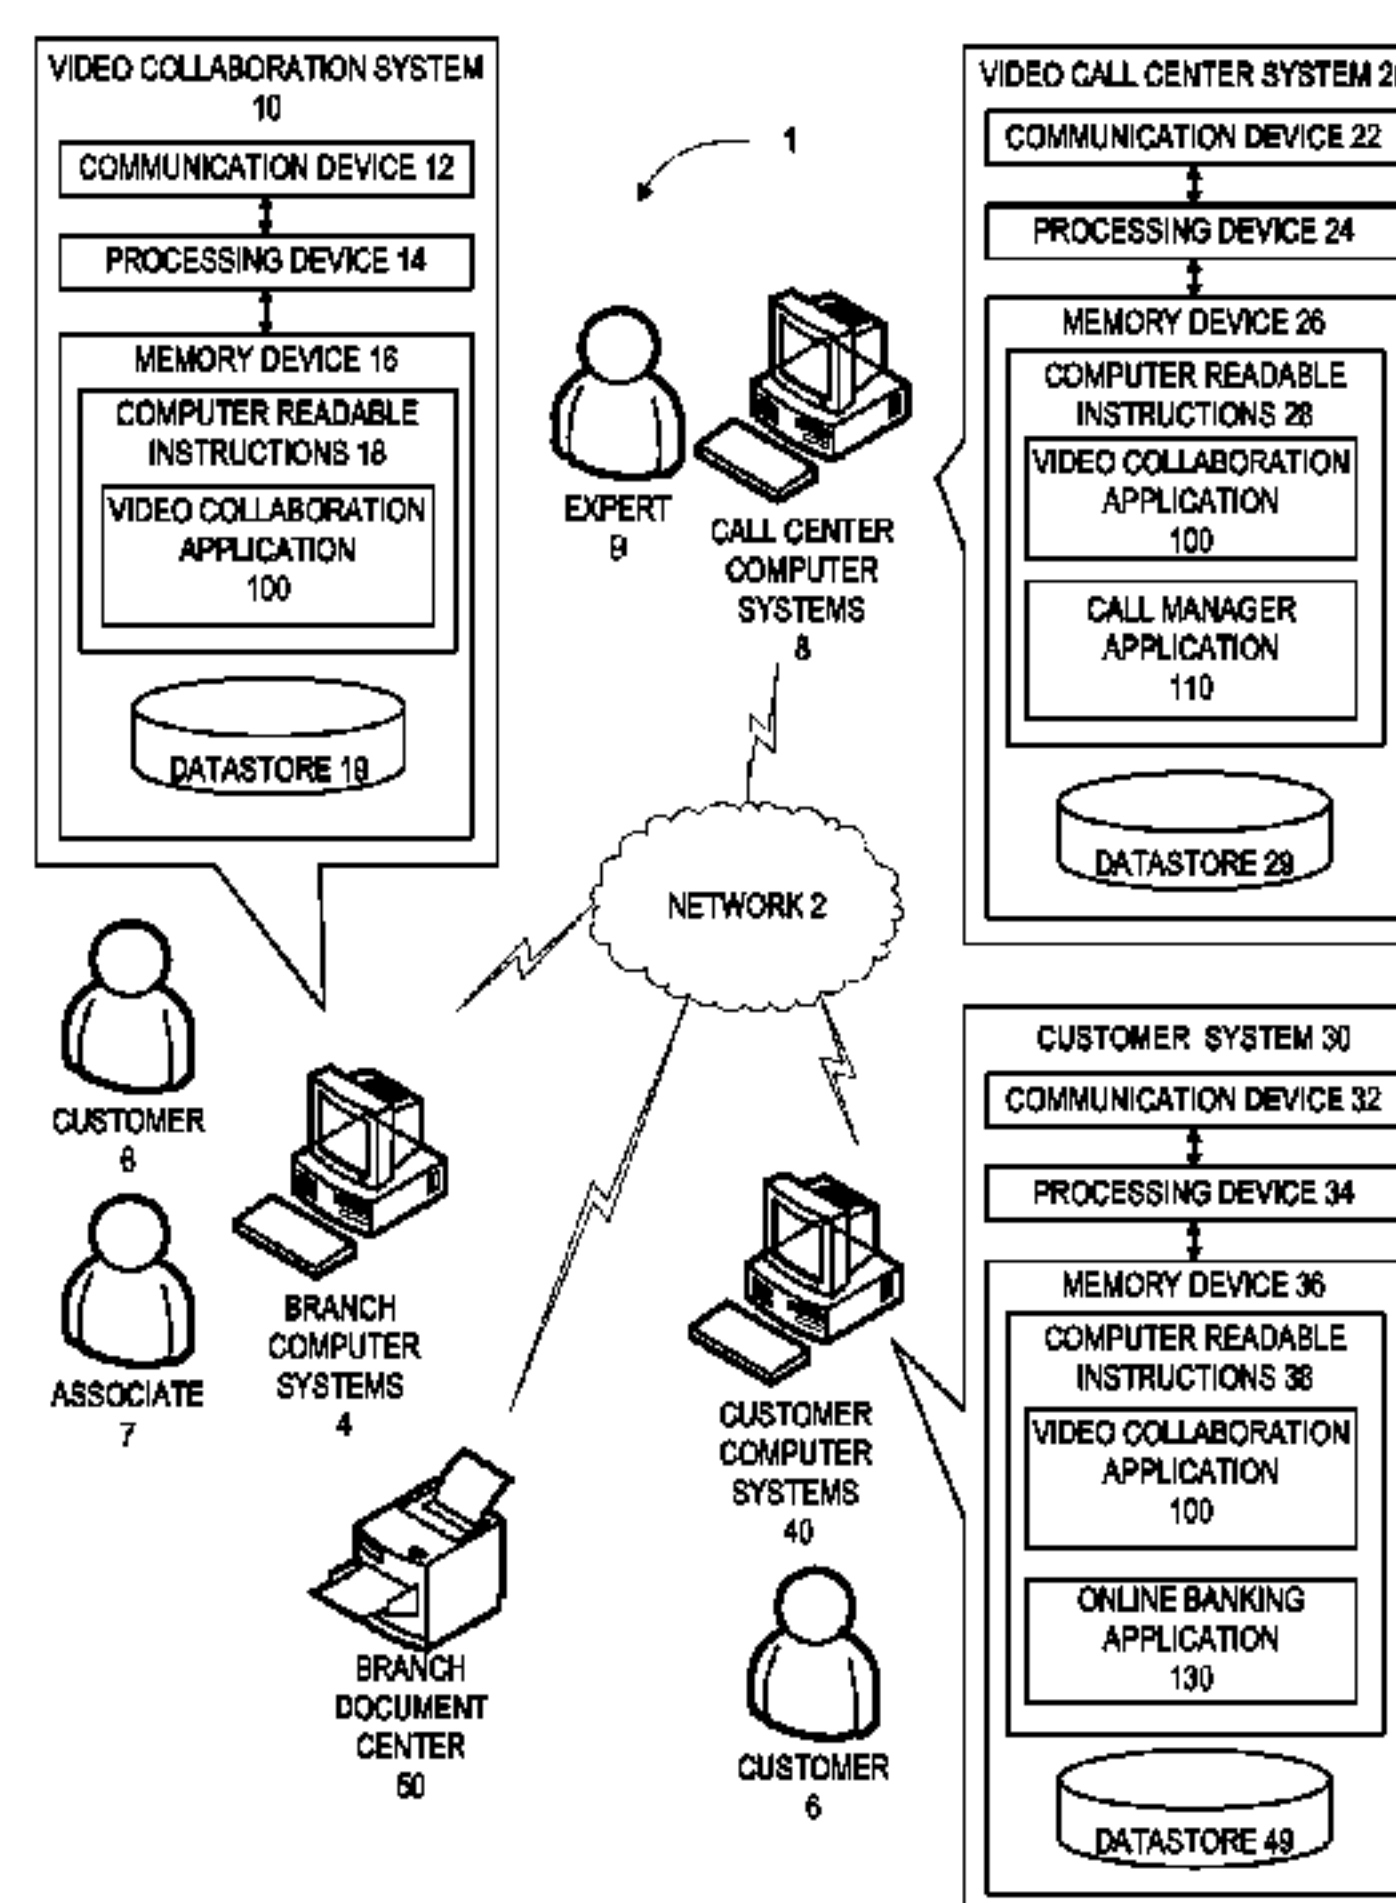 VIDEO COLLABORATION SYSTEM
10
COMMUNICATION DEVICE 12
PROCESSING DEVICE 14
MEMORY DEVICE 16
COMPUTER READABLE
INSTRUCTIONS 18
VIDEO COLLABORATION
APPLICATION
100
DATASTORE 19
1
EXPERT
9
CALL CENTER
COMPUTER
SYSTEMS
8
VIDEO CALL CENTER SYSTEM
COMMUNICATION DEVICE 22
PROCESSING DEVICE 24
MEMORY DEVICE 26
COMPUTER READABLE
INSTRUCTIONS 28
VIDEO COLLABORATION
APPLICATION
100
CALL MANAGER
APPLICATION
110
DATASTORE 29
NETWORK 2
CUSTOMER
6
ASSOCIATE
7
BRANCH
COMPUTER
SYSTEMS
4
BRANCH
DOCUMENT
CENTER
50
CUSTOMER
COMPUTER
SYSTEMS
40
CUSTOMER
6
CUSTOMER SYSTEM 30
COMMUNICATION DEVICE 32
PROCESSING DEVICE 34
MEMORY DEVICE 36
COMPUTER READABLE
INSTRUCTIONS 38
VIDEO COLLABORATION
APPLICATION
100
ONLINE BANKING
APPLICATION
130
DATASTORE 49